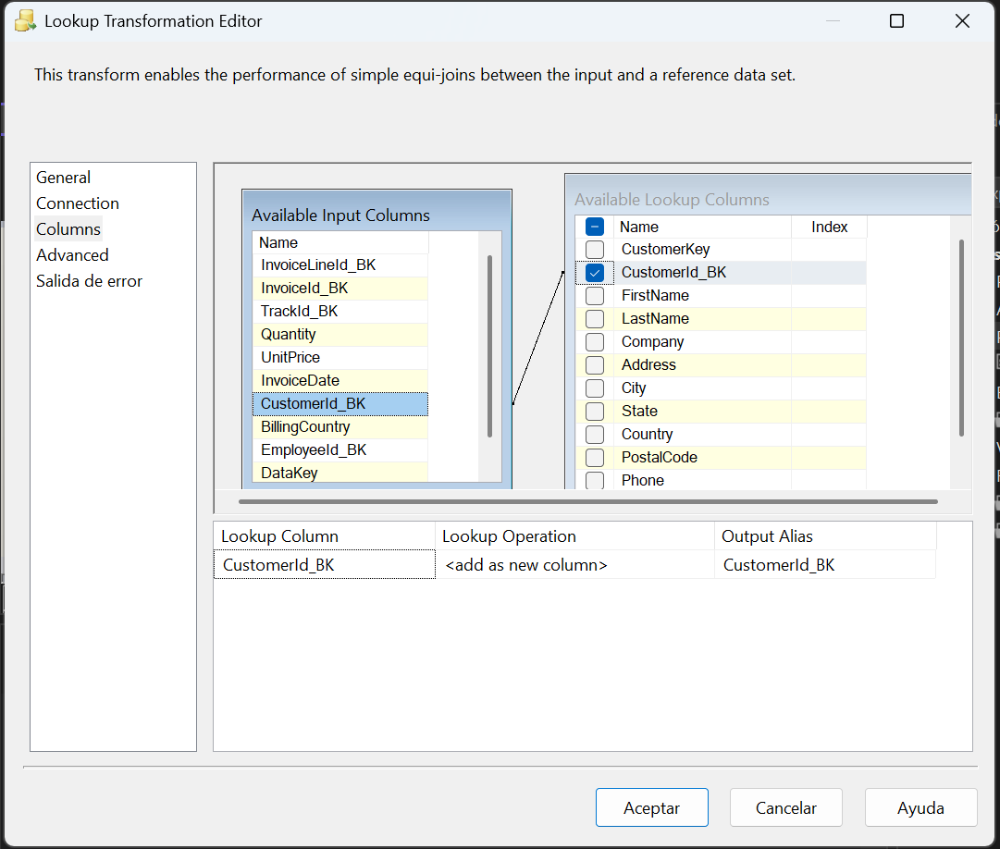 Lookup Transformation Editor
This transform enables the performance of simple equi-joins between the input and a reference data set.
General
Connection
Columns
Advanced
Salida de error
Available Input Columns
Name
InvoiceLineId_BK
InvoiceId_BK
TrackId_BK
Quantity
UnitPrice
InvoiceDate
CustomerId_BK
BillingCountry
EmployeeId_BK
DataKey
Available Lookup Columns
Name Index
CustomerKey
CustomerId_BK
FirstName
LastName
Company
Address
City
State
Country
PostalCode
Phone
Lookup Column Lookup Operation Output Alias
CustomerId_BK <add as new column> CustomerId_BK
Aceptar Cancelar Ayuda